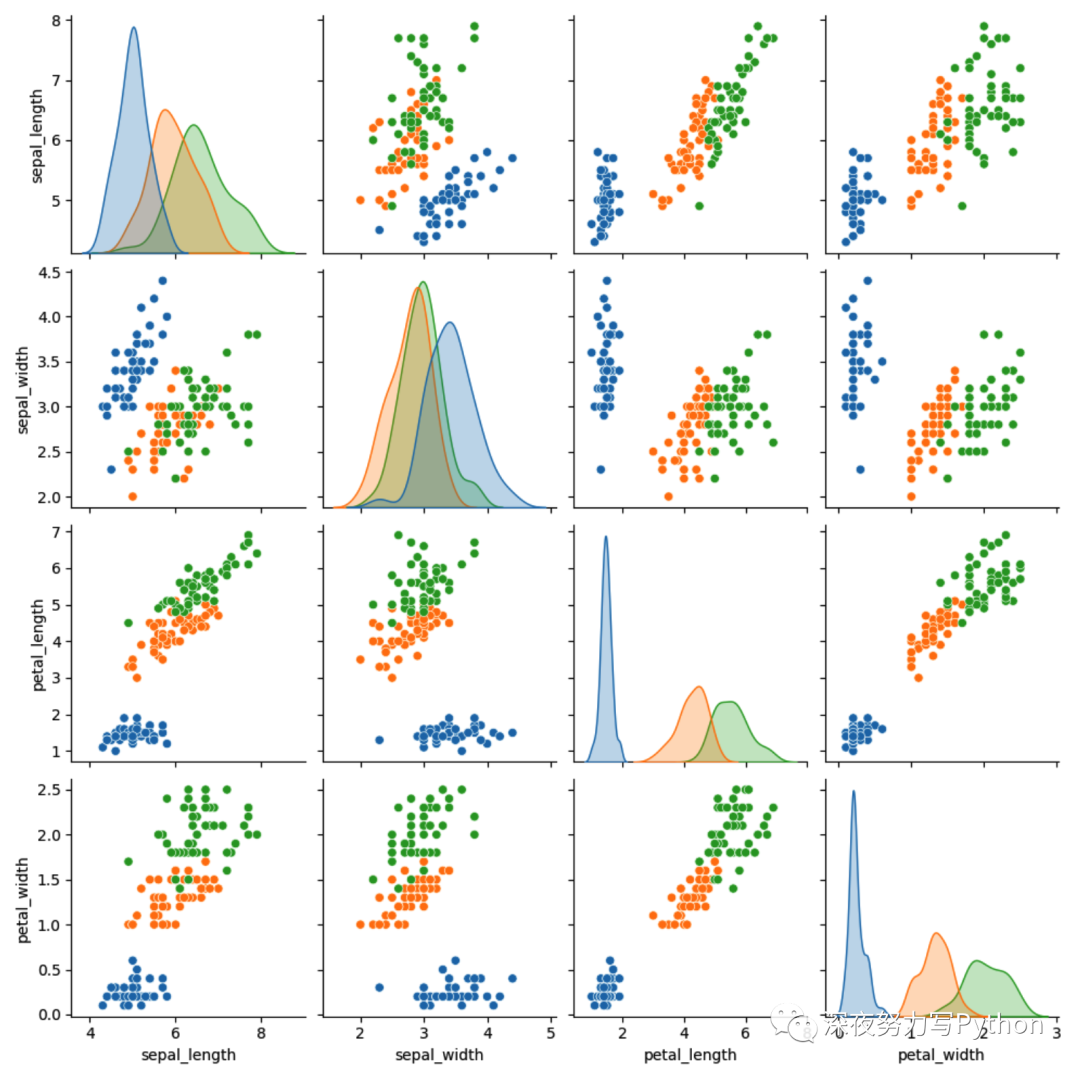 8
7
6
5
sepal_length
4.5
4.0
3.5
3.0
2.5
2.0
sepal_width
7
6
5
4
3
2
1
petal_length
2.5
2.0
1.5
1.0
0.5
0.0
petal_width
4 6 8
sepal_length
2 3 4 5
sepal_width
2 4 6
petal_length
0 1 2 3
petal_width
深夜努力写Python